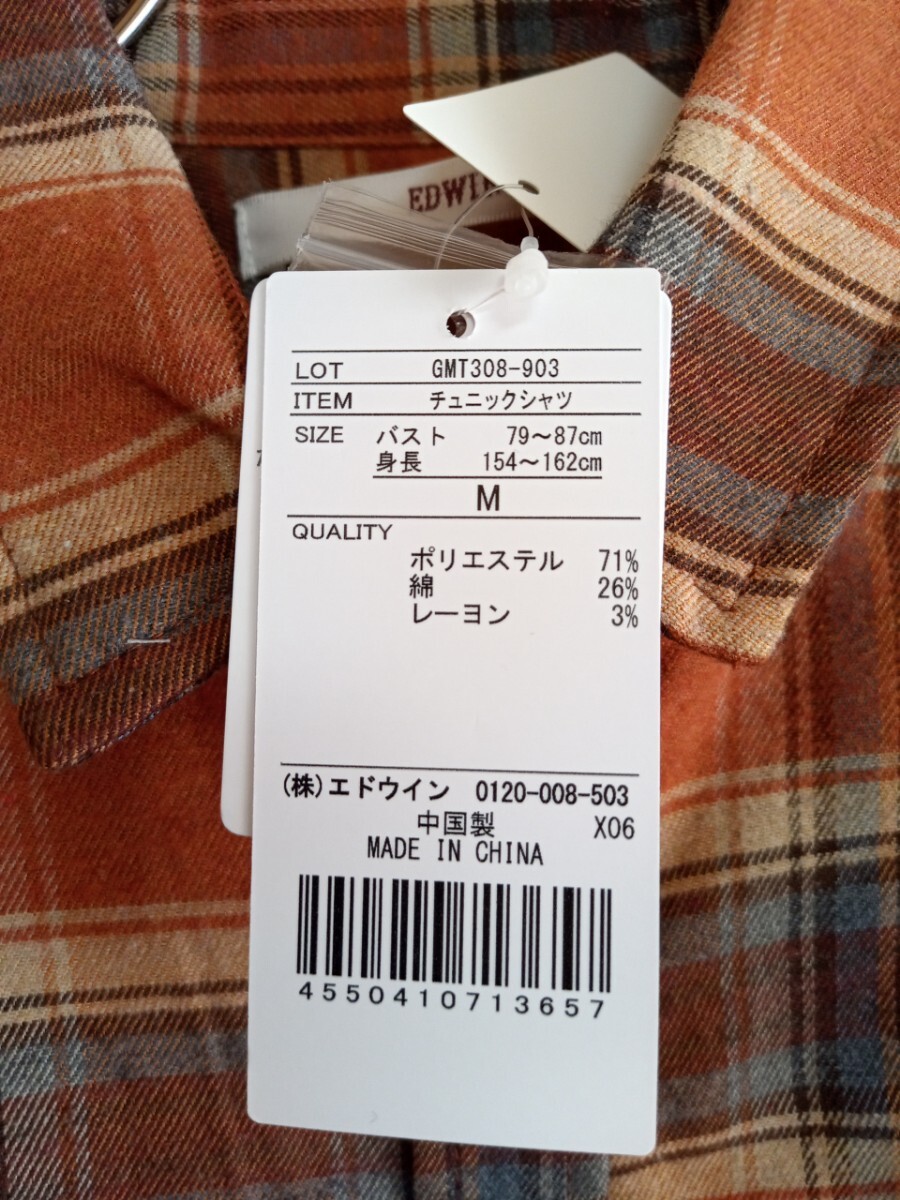 EDWIN
LOT GMT308-903
ITEM チュニックシャツ
SIZE バスト 79～87cm
身長 154～162cm
M
QUALITY
ポリエステル 71%
綿 26%
レーヨン 3%
(株)エドウイン 0120-008-503
中国製 X06
MADE IN CHINA
4550410713657